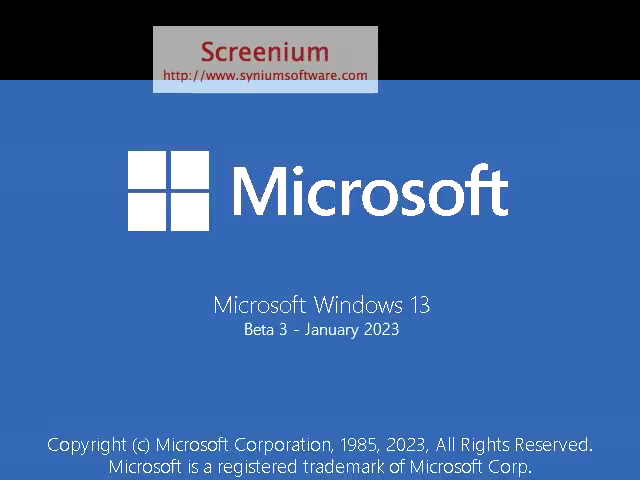 Screenium
http://www.syniumsoftware.com
Microsoft
Microsoft Windows 13
Beta 3 - January 2023
Copyright (c) Microsoft Corporation, 1985, 2023, All Rights Reserved.
Microsoft is a registered trademark of Microsoft Corp.